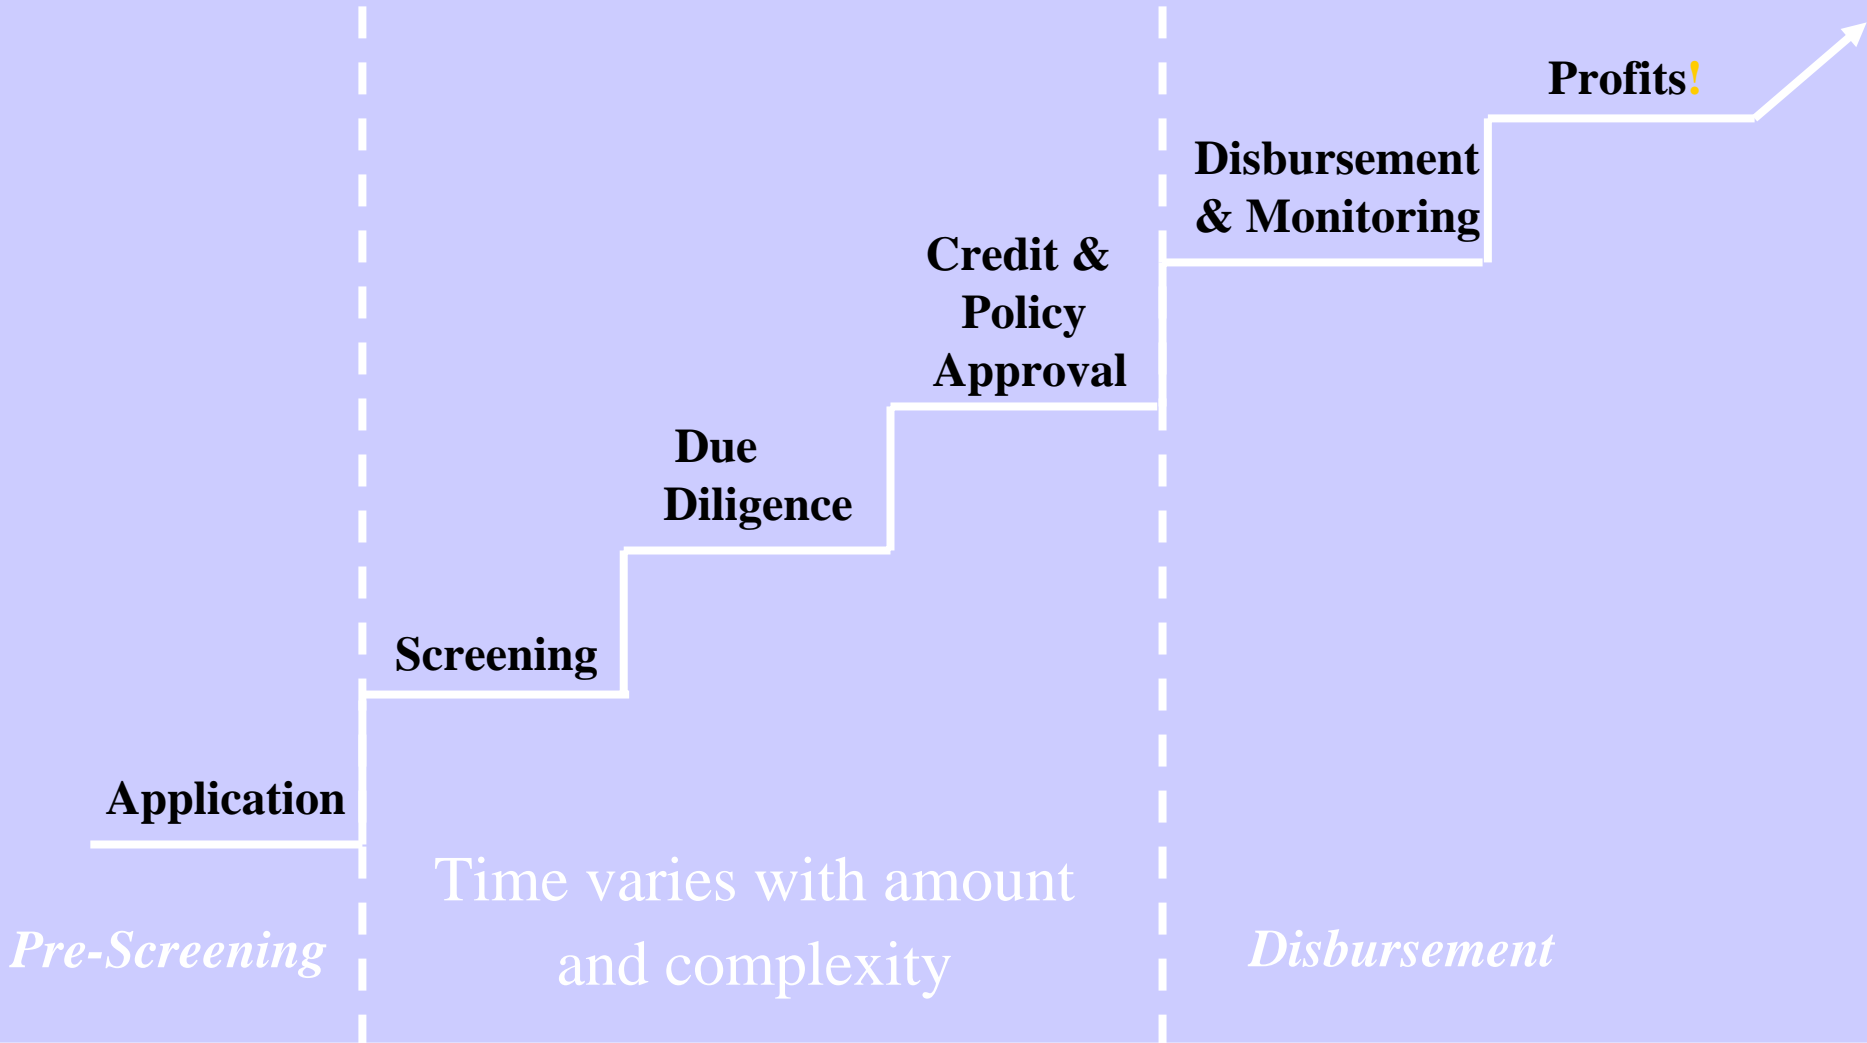 Profits!
Disbursement
& Monitoring
Credit &
Policy
Approval
Due
Diligence
Screening
Application
Time varies with amount
and complexity
Pre-Screening
Disbursement